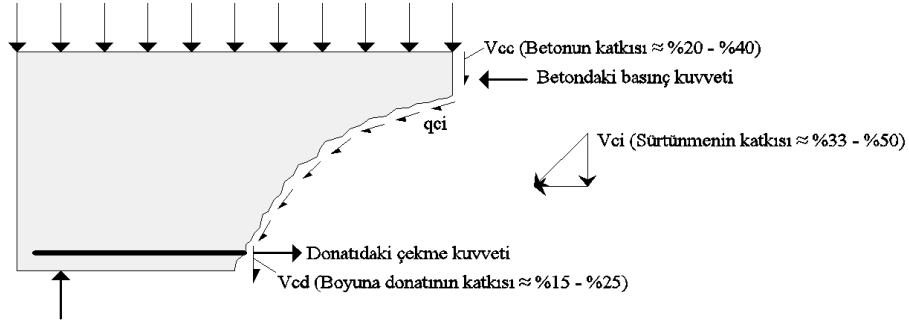 Vcc (Betonun katkısı ≈ %20 - %40)
Betondaki basınç kuvveti
qci
Vci (Sürtünmenin katkısı ≈ %33 - %50)
Donatıdaki çekme kuvveti
Vcd (Boyuna donatının katkısı ≈ %15 - %25)